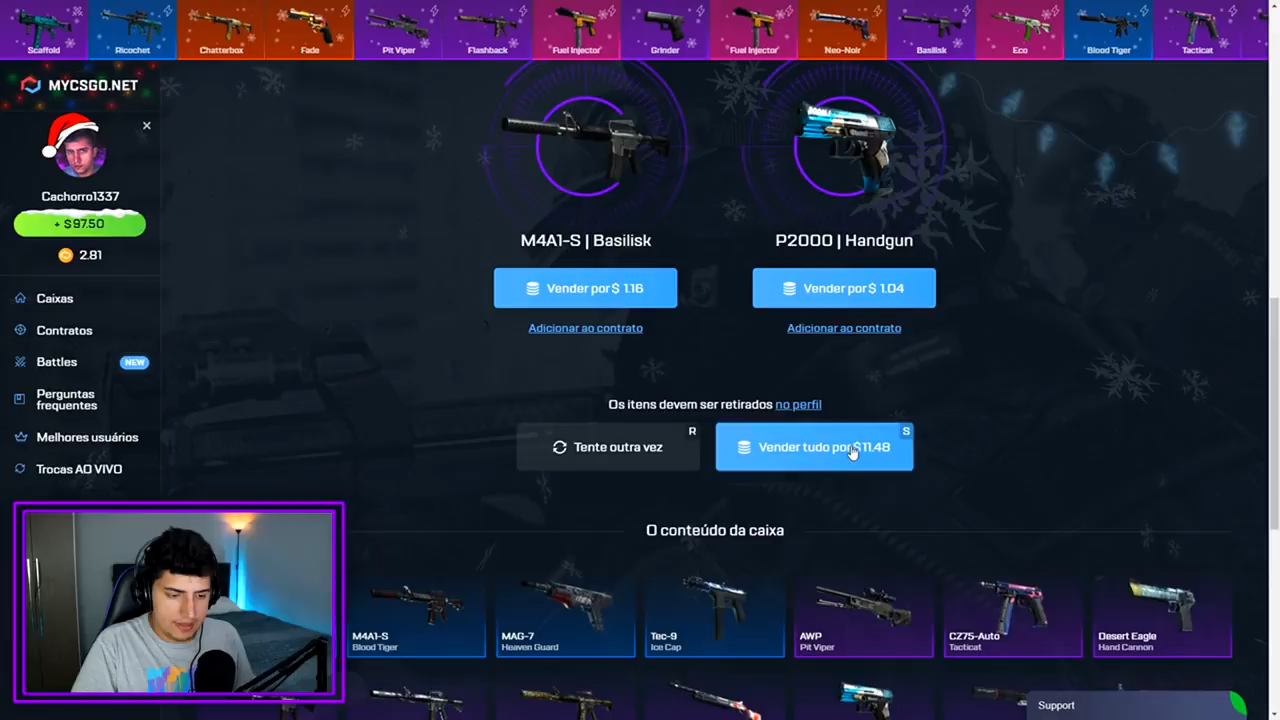 Scaffold
Ricochet
Chatterbox
Fade
Pit Viper
Flashback
Fuel Injector
Grinder
Fuel Injector
Neo-Noir
Basilisk
Eco
Blood Tiger
Tacticat
MYCSGO.NET
Cachorro1337
+ $97.50
2.81
Caixas
Contratos
Battles NEW
Perguntas
frequentes
Melhores usuários
Trocas AO VIVO
M4A1-S | Basilisk
P2000 | Handgun
Vender por $ 1.16
Vender por $ 1.04
Adicionar ao contrato
Adicionar ao contrato
Os itens devem ser retirados no perfil
Tente outra vez R
Vender tudo por $ 11.48 S
O conteúdo da caixa
M4A1-S
Blood Tiger
MAG-7
Heaven Guard
Tec-9
Ice Cap
AWP
Pit Viper
CZ75-Auto
Tacticat
Desert Eagle
Hand Cannon
Support